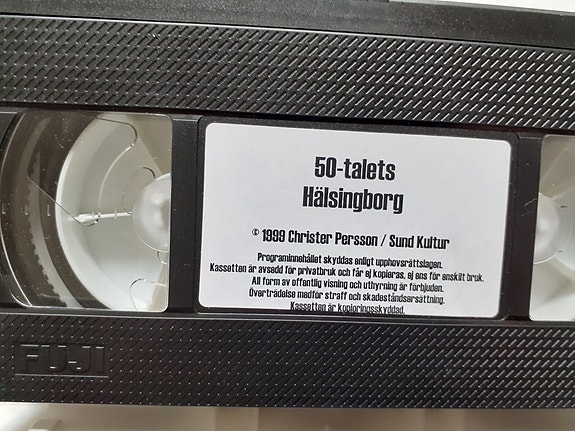 50-talets
Hälsingborg
© 1999 Christer Persson / Sund Kultur
Programinnehållet skyddas enligt upphovsrättslagen.
Kassetten är avsedd för privatbruk och får ej kopieras, ej ens för enskilt bruk.
All form av offentlig visning och uthyrning är förbjuden.
Överträdelse medför straff och skadeståndsersättning.
Kassetten är kopieringsskyddad.
FUJI